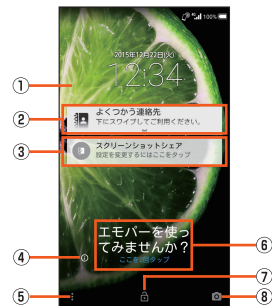 100%
2015年12月22日(火)
12:34
①
② よくつかう連絡先
下にスワイプしてご利用ください。
③ スクリーンショットシェア
設定を変更するにはここをタップ
エモパーを使っ
てみませんか?
ここを2回タップ
⑥
④
⑦
⑤
⑧